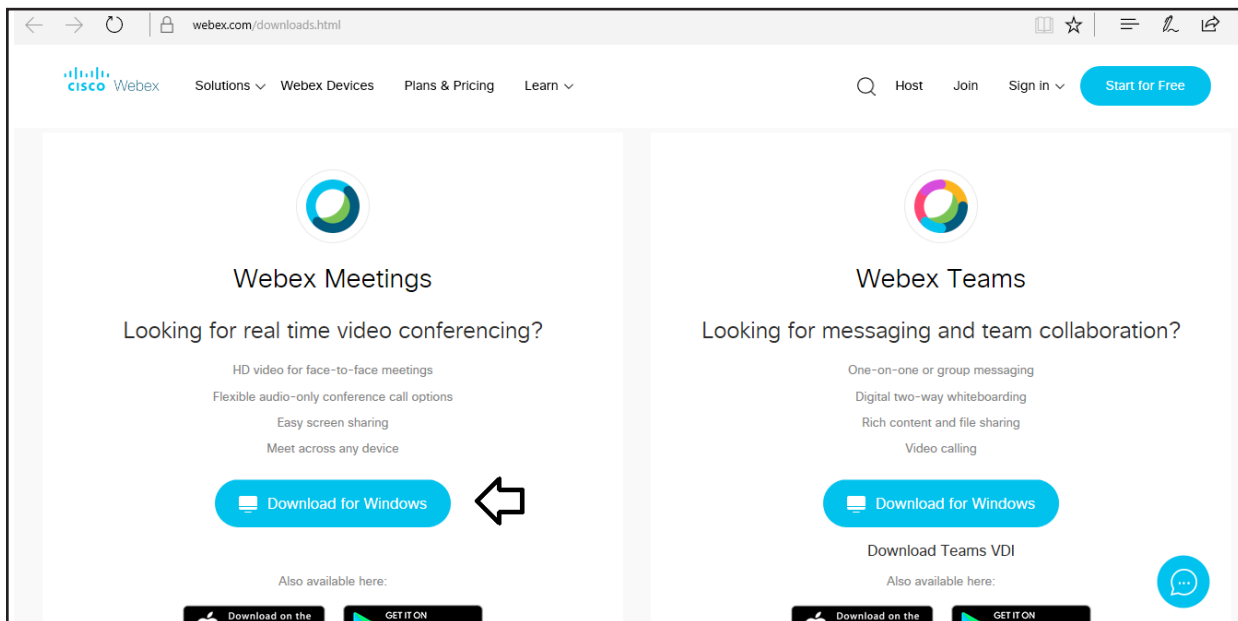 webex.com/downloads.html
CISCO Webex Solutions Webex Devices Plans & Pricing Learn Host Join Sign in Start for Free
Webex Meetings
Looking for real time video conferencing?
HD video for face-to-face meetings
Flexible audio-only conference call options
Easy screen sharing
Meet across any device
Download for Windows
Also available here:
Download on the
GET IT ON
Webex Teams
Looking for messaging and team collaboration?
One-on-one or group messaging
Digital two-way whiteboarding
Rich content and file sharing
Video calling
Download for Windows
Download Teams VDI
Also available here:
Download on the
GET IT ON